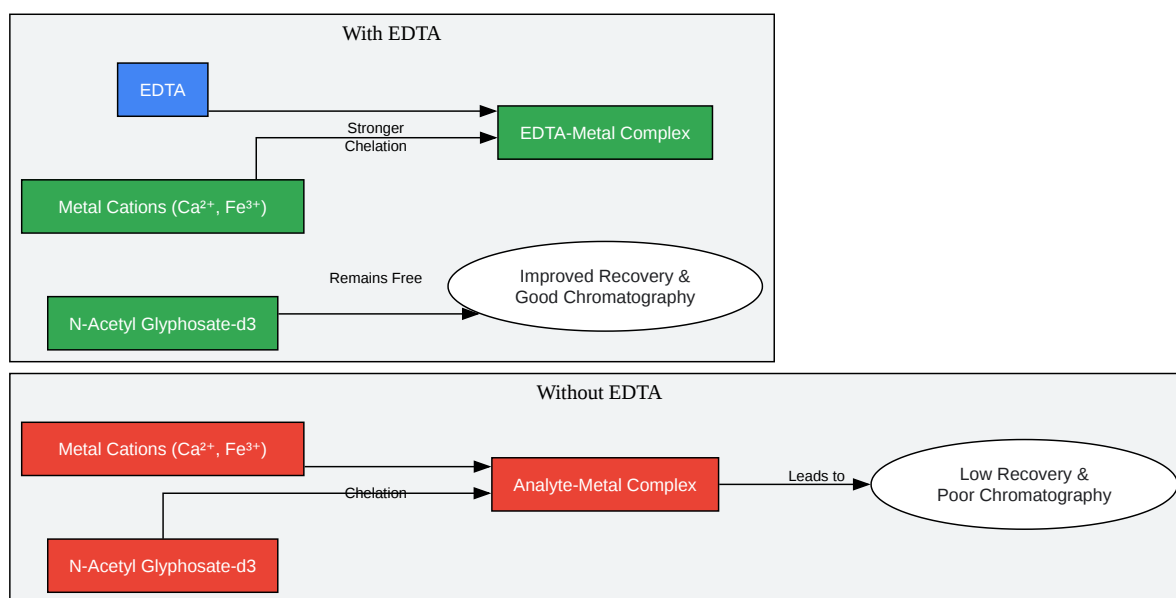 With EDTA
EDTA
Stronger
Chelation
EDTA-Metal Complex
Metal Cations (Ca²⁺, Fe³⁺)
Remains Free
Improved Recovery &
Good Chromatography
N-Acetyl Glyphosate-d3
Without EDTA
Metal Cations (Ca²⁺, Fe³⁺)
Chelation
Analyte-Metal Complex
Leads to
Low Recovery &
Poor Chromatography
N-Acetyl Glyphosate-d3